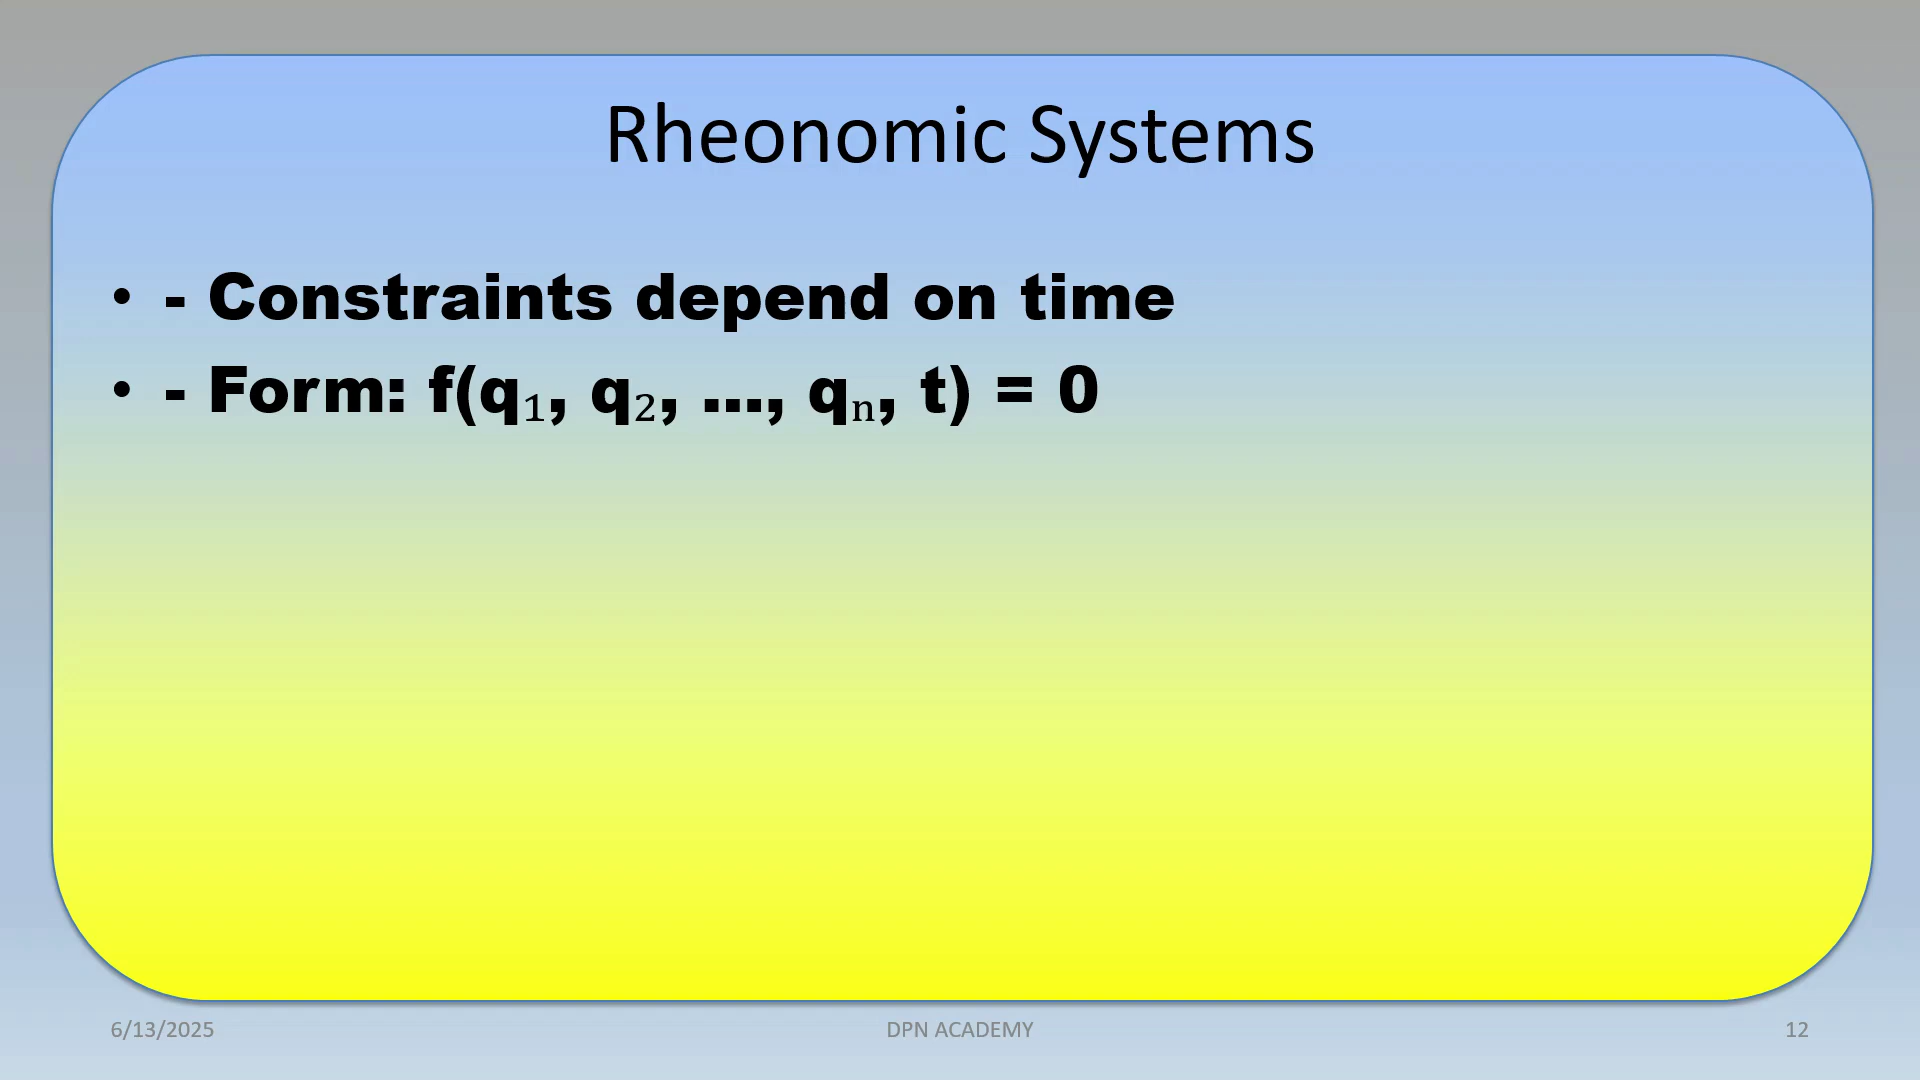 Rheonomic Systems
• - Constraints depend on time
• - Form: f(q₁, q₂, ..., qₙ, t) = 0
6/13/2025
DPN ACADEMY
12